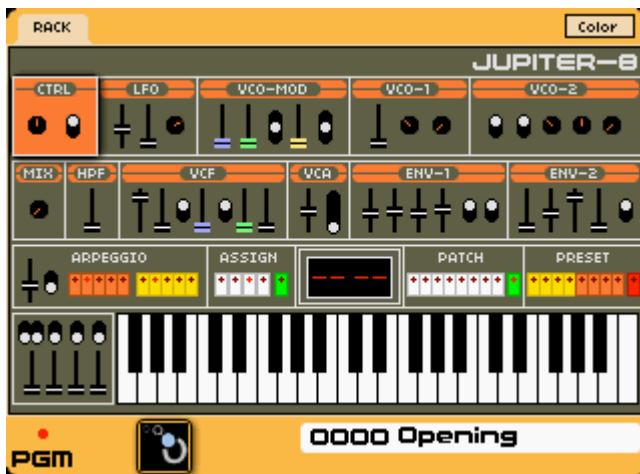 RACK
Color
JUPITER-8
CTRL LFO VCO-MOD VCO-1 VCO-2
MIX HPF VCF VCA ENV-1 ENV-2
ARPEGGIO ASSIGN PATCH PRESET
0000 Opening
PGM